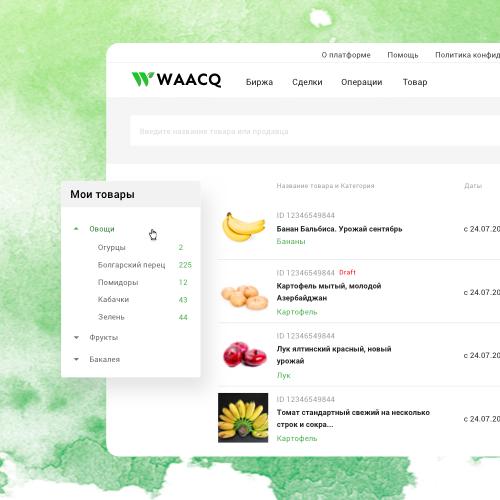 О платформе Помощь Политика конфид
WAACQ Биржа Сделки Операции Товар
Введите название товара или продавца
Мои товары
Овощи
Огурцы 2
Болгарский перец 225
Помидоры 12
Кабачки 43
Зелень 44
Фрукты
Бакалея
Название товара и Категория Даты
ID 12346549844
Банан Бальбиса. Урожай сентябрь
Бананы
с 24.07.20
ID 12346549844 Draft
Картофель мытый, молодой
Азербайджан
Картофель
с 24.07.20
ID 12346549844
Лук ялтинский красный, новый
урожай
Лук
с 24.07.20
ID 12346549844
Томат стандартный свежий на несколько
строк и сокра...
Картофель
с 24.07.20